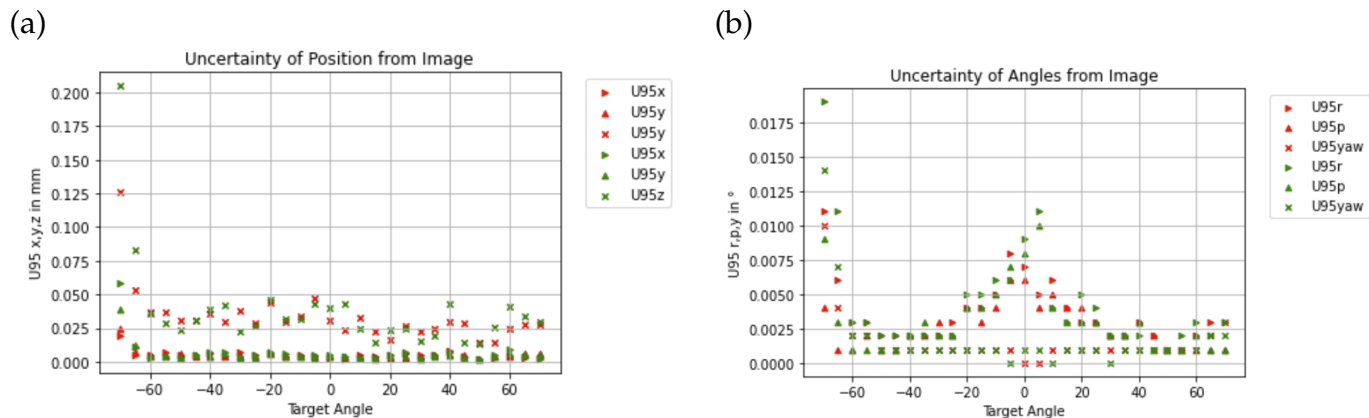 (a)
Uncertainty of Position from Image
U95 x,y,z in mm
0.200
0.175
0.150
0.125
0.100
0.075
0.050
0.025
0.000
−60 −40 −20 0 20 40 60
Target Angle
U95x
U95y
U95y
U95x
U95y
U95z
(b)
Uncertainty of Angles from Image
U95 r,p,y in °
0.0175
0.0150
0.0125
0.0100
0.0075
0.0050
0.0025
0.0000
−60 −40 −20 0 20 40 60
Target Angle
U95r
U95p
U95yaw
U95r
U95p
U95yaw